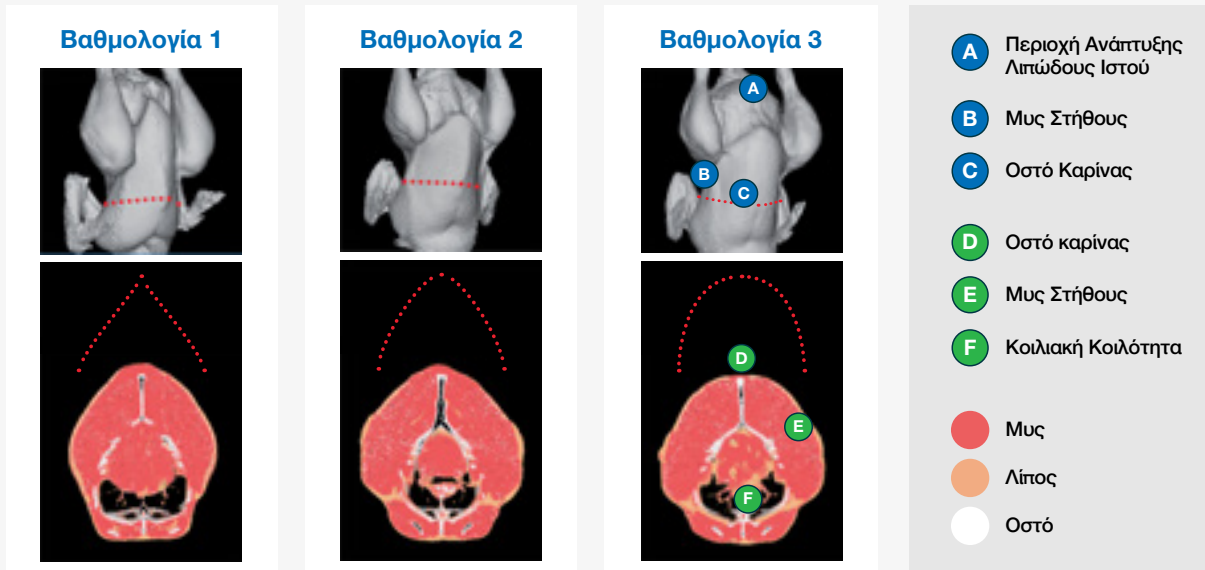 Βαθμολογία 1
Βαθμολογία 2
Βαθμολογία 3
A
B
C
D
E
F
A Περιοχή Ανάπτυξης
Λιπώδους Ιστού
B Μυς Στήθους
C Οστό Καρίνας
D Οστό καρίνας
E Μυς Στήθους
F Κοιλιακή Κοιλότητα
Μυς
Λίπος
Οστό